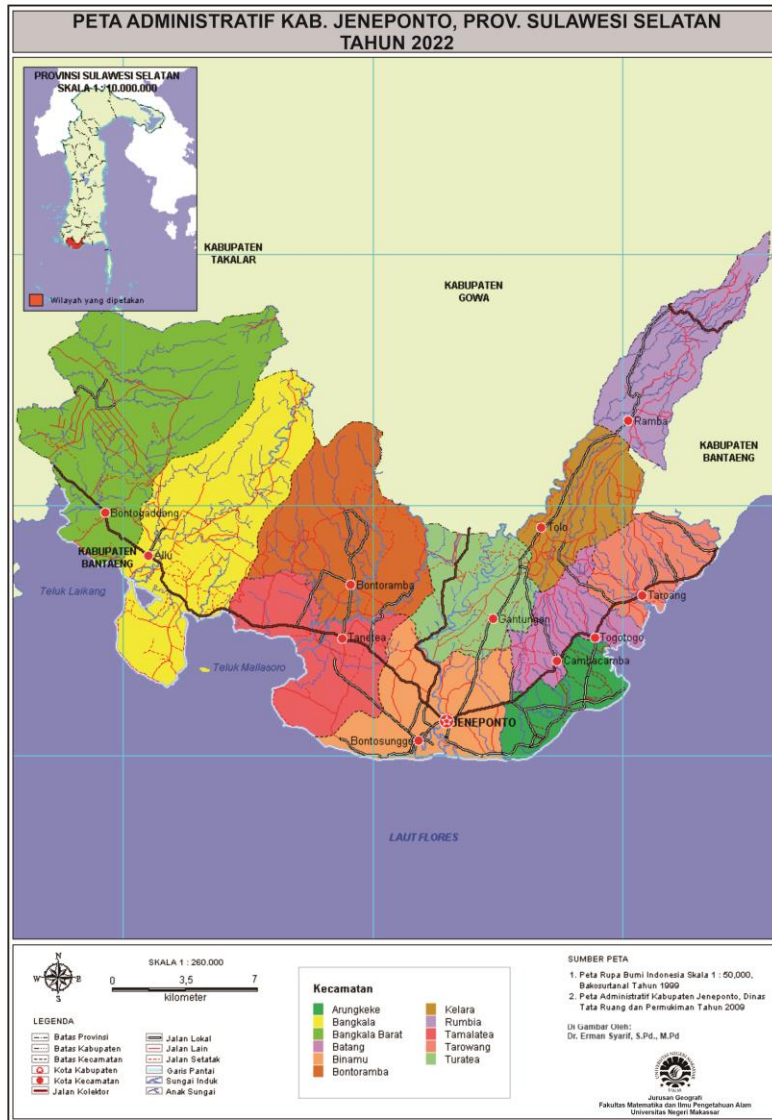 PETA ADMINISTRATIF KAB. JENEPONTO, PROV. SULAWESI SELATAN
TAHUN 2022
PROVINSI SULAWESI SELATAN
SKALA 1 : 10.000.000
Wilayah yang dipetakan
KABUPATEN
TAKALAR
KABUPATEN
GOWA
KABUPATEN
BANTAENG
Ramba
Bontogaddang
Tolo
KABUPATEN
BANTAENG
Allu
Teluk Laikang
Bontoramba
Taroang
Gantungan
Tanetea
Togotogo
Teluk Mallasoro
Cambacamba
JENEPONTO
Bontosunggu
LAUT FLORES
N
W
E
S
SKALA 1 : 260.000
0 3,5 7
kilometer
LEGENDA
Batas Provinsi
Batas Kabupaten
Batas Kecamatan
Kota Kabupaten
Kota Kecamatan
Jalan Kolektor
Jalan Lokal
Jalan Lain
Jalan Setatak
Garis Pantai
Sungai Induk
Anak Sungai
Kecamatan
Arungkeke
Bangkala
Bangkala Barat
Batang
Binamu
Bontoramba
Kelara
Rumbia
Tamalatea
Tarowang
Turatea
SUMBER PETA
1. Peta Rupa Bumi Indonesia Skala 1 : 50,000,
Bakosurtanal Tahun 1999
2. Peta Administratif Kabupaten Jeneponto, Dinas
Tata Ruang dan Permukiman Tahun 2009
Di Gambar Oleh:
Dr. Erman Syarif, S.Pd., M.Pd
Jurusan Geografi
Fakultas Matematika dan Ilmu Pengetahuan Alam
Universitas Negeri Makassar